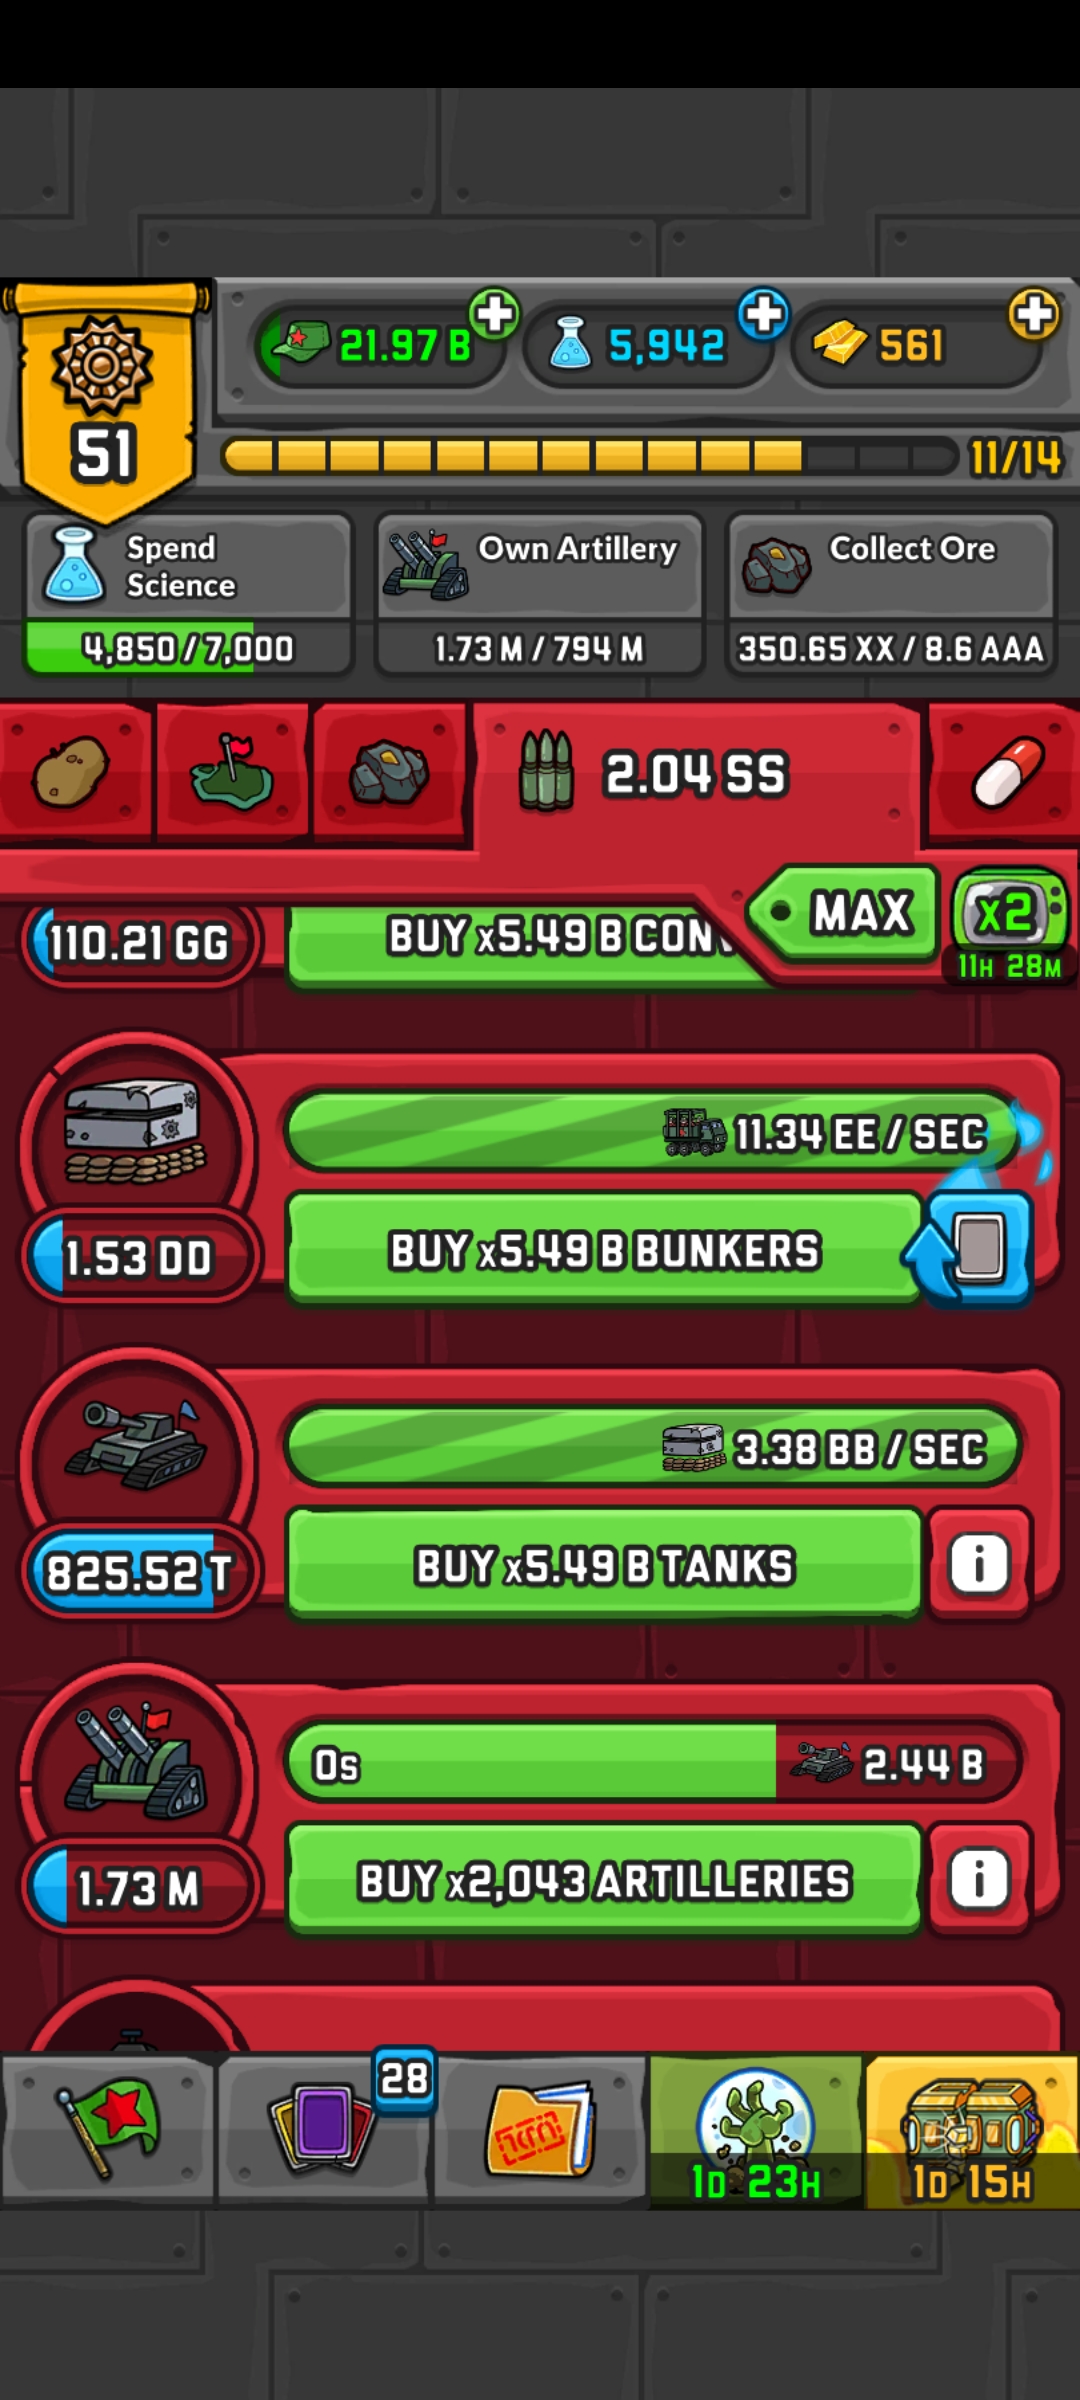 21.97 B
5,942
561
51
11/14
Spend
Science
4,850/7,000
Own Artillery
1.73 M/794 M
Collect Ore
350.65 XX/8.6 AAA
2.04 SS
MAX
x2
11H 28M
110.21 GG
BUY x5.49 B CON
11.34 EE/SEC
1.53 DD
BUY x5.49 B BUNKERS
3.38 BB/SEC
825.52 T
BUY x5.49 B TANKS
i
0s
2.44 B
1.73 M
BUY x2,043 ARTILLERIES
i
28
1D 23H
1D 15H